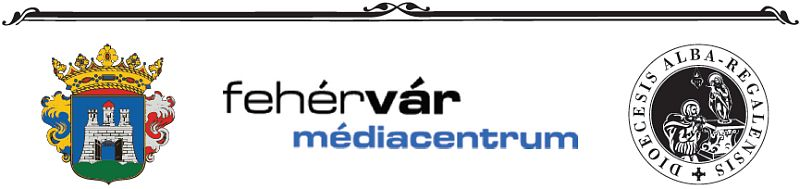 fehérvár
médiacentrum
DIOECESIS ALBA-REGALENSIS